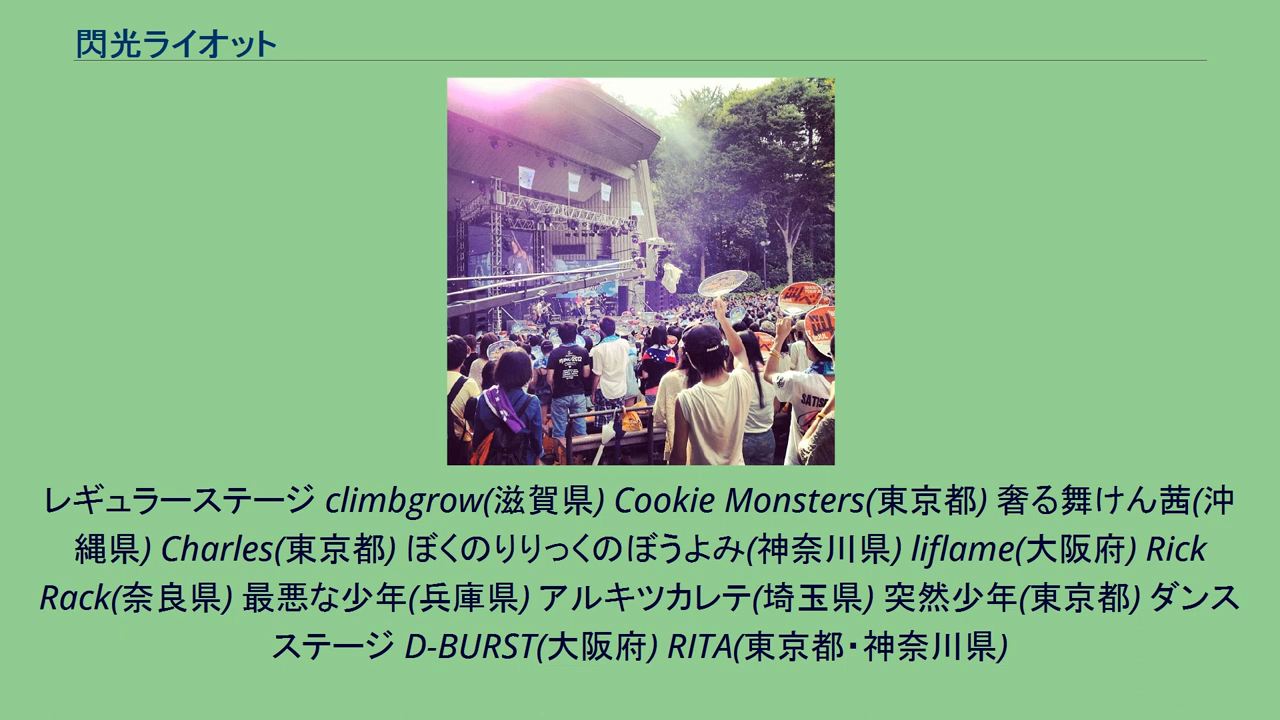 閃光ライオット
SATISF
レギュラーステージ climbgrow(滋賀県) Cookie Monsters(東京都) 奢る舞けん茜(沖
縄県) Charles(東京都) ぼくのりりっくのぼうよみ(神奈川県) liflame(大阪府) Rick
Rack(奈良県) 最悪な少年(兵庫県) アルキツカレテ(埼玉県) 突然少年(東京都) ダンス
ステージ D-BURST(大阪府) RITA(東京都・神奈川県)